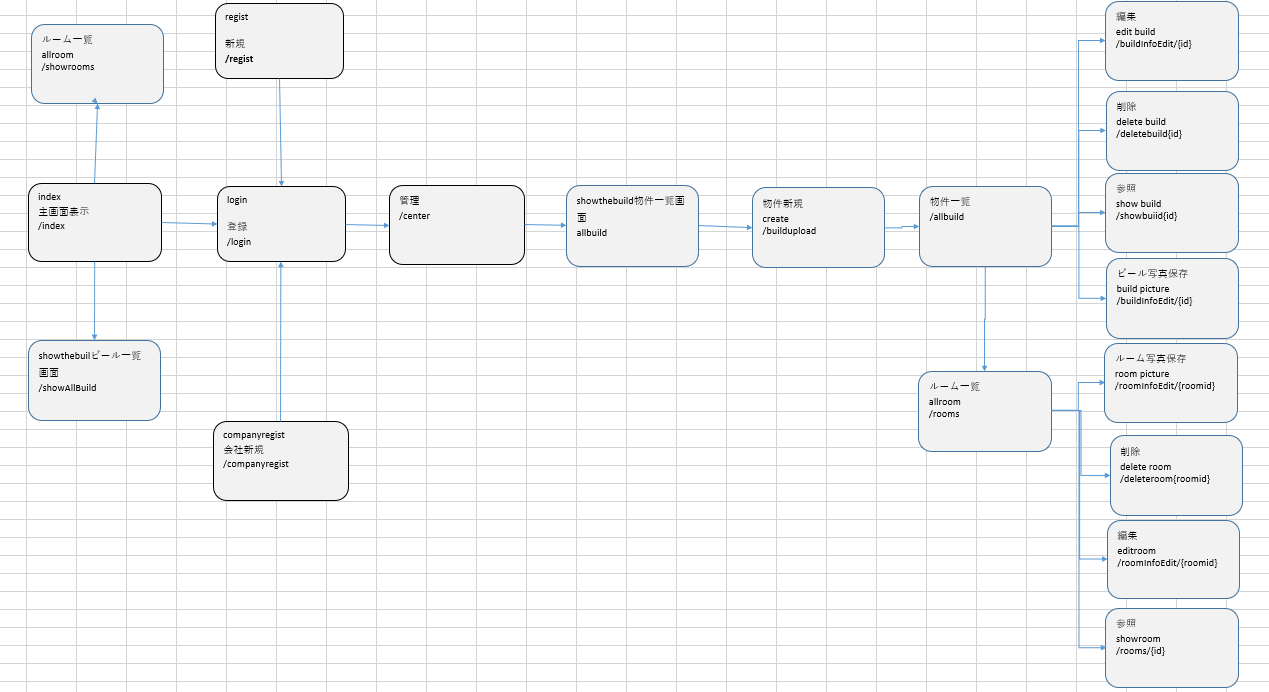 ルーム一覧
allroom
/showrooms
regist
新規
/regist
index
主画面表示
/index
login
登録
/login
管理
/center
showthebuild物件一覧画
面
allbuild
物件新規
create
/buildupload
物件一覧
/allbuild
showthebuilビール一覧
画面
/showAllBuild
companyregist
会社新規
/companyregist
ルーム一覧
allroom
/rooms
編集
edit build
/buildInfoEdit/{id}
削除
delete build
/deletebuild{id}
参照
show build
/showbuild{id}
ビール写真保存
build picture
/buildInfoEdit/{id}
ルーム写真保存
room picture
/roomInfoEdit/{roomid}
削除
delete room
/deleteroom{roomid}
編集
editroom
/roomInfoEdit/{roomid}
参照
showroom
/rooms/{id}